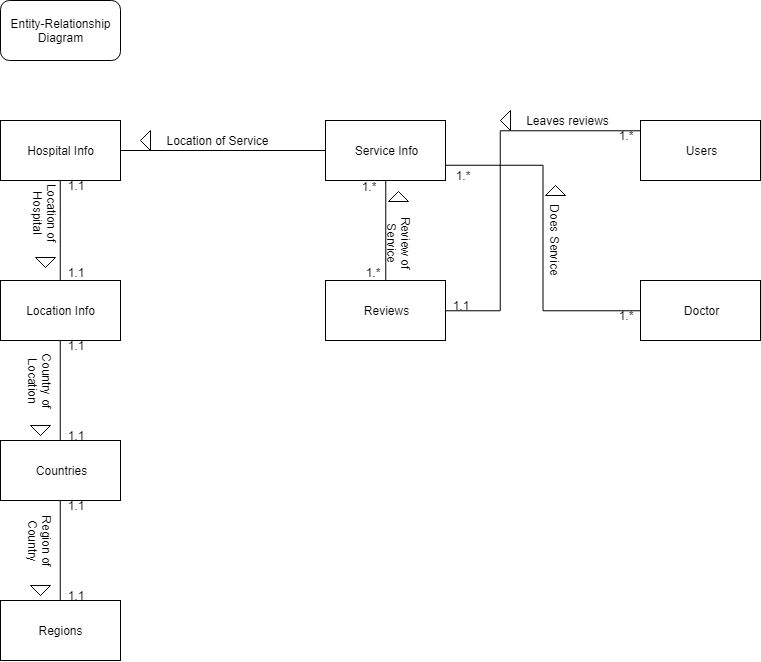 Entity-Relationship
Diagram
Hospital Info
Location of Service
Service Info
Leaves reviews
1.*
Users
1.1
1.*
1.*
Location of
Hospital
Review of
Service
Does Service
1.1
1.*
1.1
1.*
Location Info
Reviews
Doctor
1.1
Country of
Location
1.1
Countries
1.1
Region of
Country
1.1
Regions